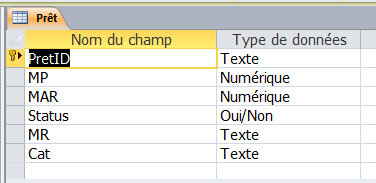 Prêt
Nom du champ Type de données
PretID Texte
MP Numérique
MAR Numérique
Status Oui/Non
MR Texte
Cat Texte